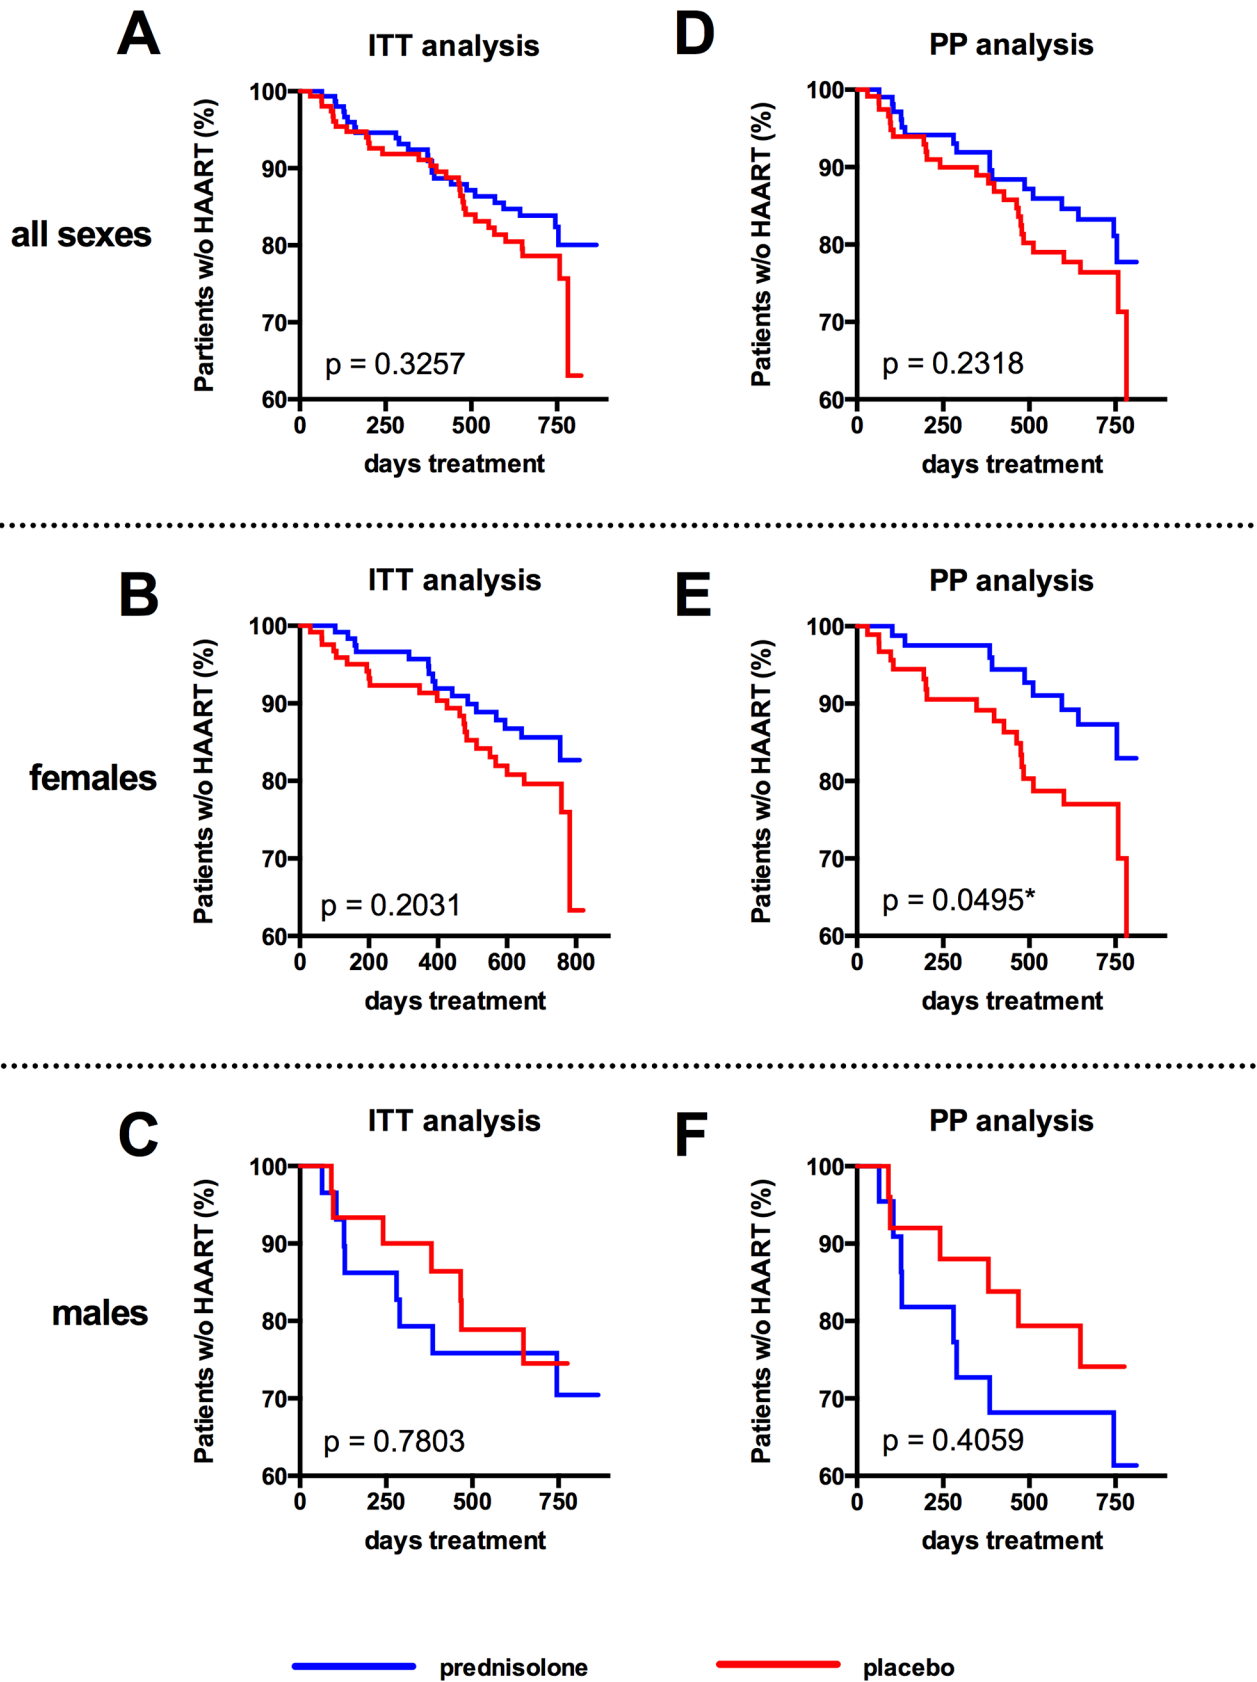 A
ITT analysis
Partients w/o HAART (%)
100
90
80
70
60
p = 0.3257
0 250 500 750
days treatment
D
PP analysis
Patients w/o HAART (%)
100
90
80
70
60
p = 0.2318
0 250 500 750
days treatment
all sexes
B
ITT analysis
Patients w/o HAART (%)
100
90
80
70
60
p = 0.2031
0 200 400 600 800
days treatment
E
PP analysis
Patients w/o HAART (%)
100
90
80
70
60
p = 0.0495*
0 250 500 750
days treatment
females
C
ITT analysis
Patients w/o HAART (%)
100
90
80
70
60
p = 0.7803
0 250 500 750
days treatment
F
PP analysis
Patients w/o HAART (%)
100
90
80
70
60
p = 0.4059
0 250 500 750
days treatment
males
prednisolone
placebo